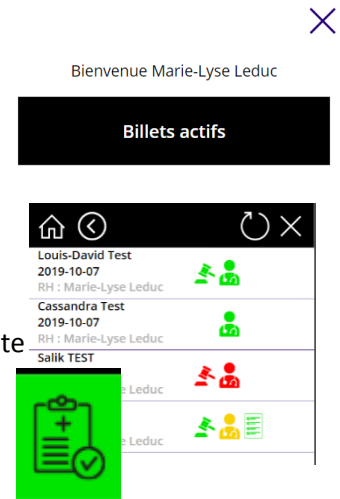 Bienvenue Marie-Lyse Leduc
Billets actifs
Louis-David Test
2019-10-07
RH : Marie-Lyse Leduc
Cassandra Test
2019-10-07
RH : Marie-Lyse Leduc
te
Salik TEST
e Leduc
e Leduc